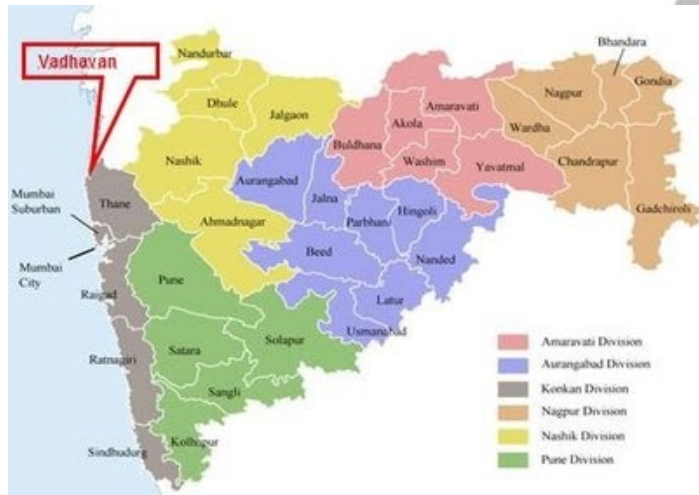 Vadhavan
Nandurbar
Bhandara
Dhule
Jalgaon
Amaravati
Nagpur
Gondia
Akola
Buldhana
Wardha
Nashik
Washim
Yavatmal
Chandrapur
Aurangabad
Mumbai
Suburban
Thane
Jalna
Hingoli
Parbhani
Gadchiroli
Ahmadnagar
Beed
Nanded
Mumbai
City
Pune
Raigad
Latur
Usmanabad
Ratnagiri
Satara
Solapur
Sangli
Sindhudurg
Kolhapur
Amaravati Division
Aurangabad Division
Konkan Division
Nagpur Division
Nashik Division
Pune Division